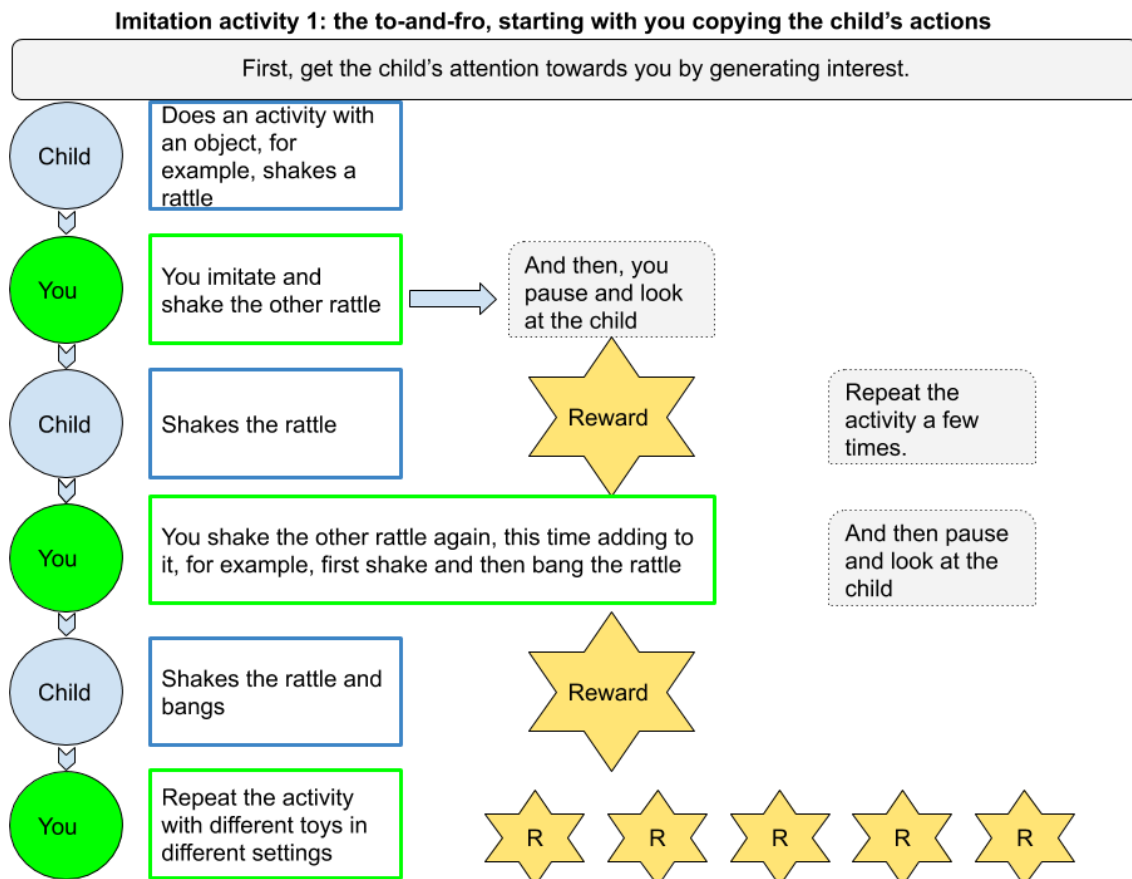 Imitation activity 1: the to-and-fro, starting with you copying the child's actions
First, get the child's attention towards you by generating interest.
Child
Does an activity with
an object, for
example, shakes a
rattle
You
You imitate and
shake the other rattle
And then, you
pause and look
at the child
Child
Shakes the rattle
Reward
Repeat the
activity a few
times.
You
You shake the other rattle again, this time adding to
it, for example, first shake and then bang the rattle
And then pause
and look at the
child
Child
Shakes the rattle and
bangs
Reward
You
Repeat the activity
with different toys in
different settings
R
R
R
R
R